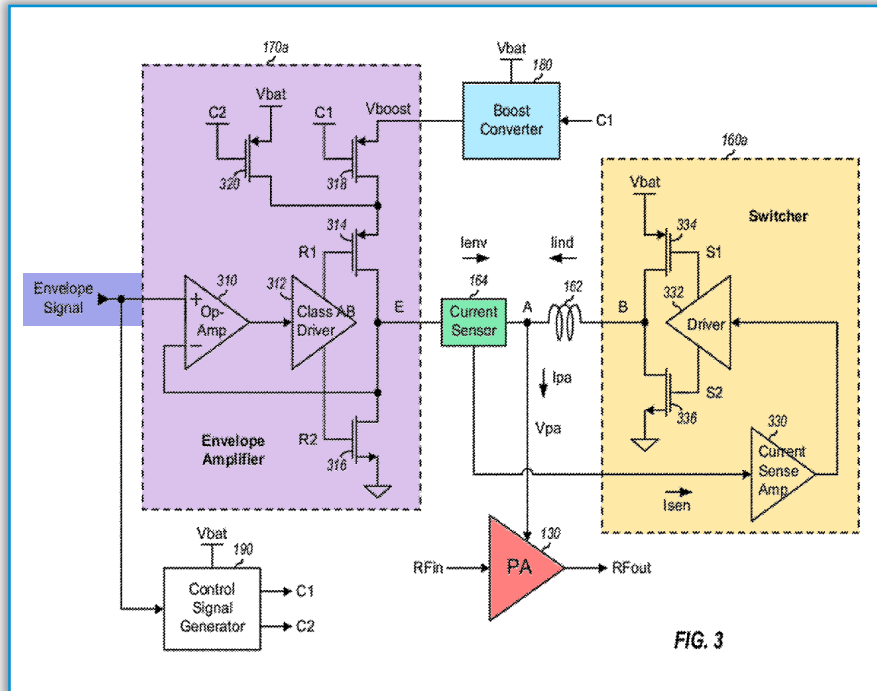 170a
Vbat
180
C2
Vbat
C1
Vboost
Boost
Converter
C1
160a
320
318
Vbat
Switcher
314
334
R1
Ienv
Iind
S1
164
162
Envelope
Signal
310
312
332
+
Op-
Amp
−
Class AB
Driver
E
Current
Sensor
A
B
Driver
Ipa
S2
Vpa
336
330
Envelope
Amplifier
R2
316
Current
Sense
Amp
Isen
Vbat
190
130
Control
Signal
Generator
C1
C2
RFin
PA
RFout
FIG. 3